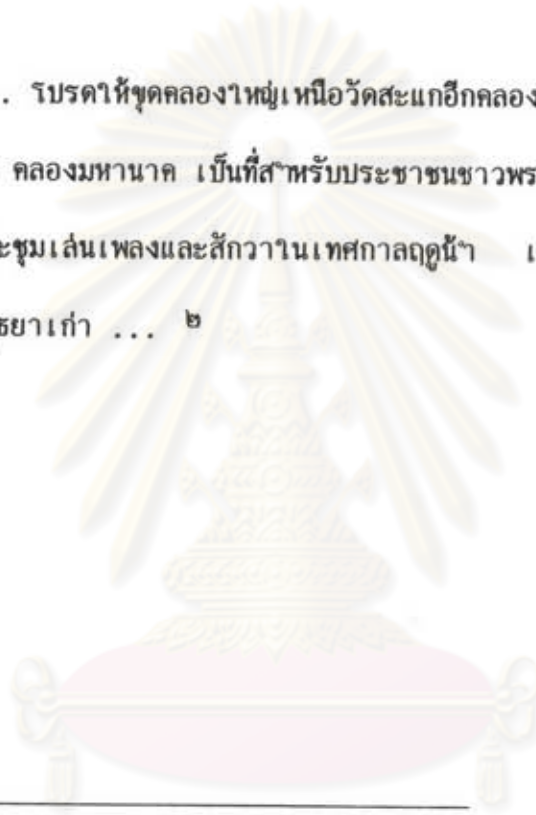 . โปรดให้ขุดคลองใหญ่เหนือวัดสะแกอีกคลอง
คลองมหานาค เป็นที่สำหรับประชาชนชาวพร
ะชุมเล่นเพลงและสักวาในเทศกาลฤดูน้ำ เ
ธยาเก่า ... ๒